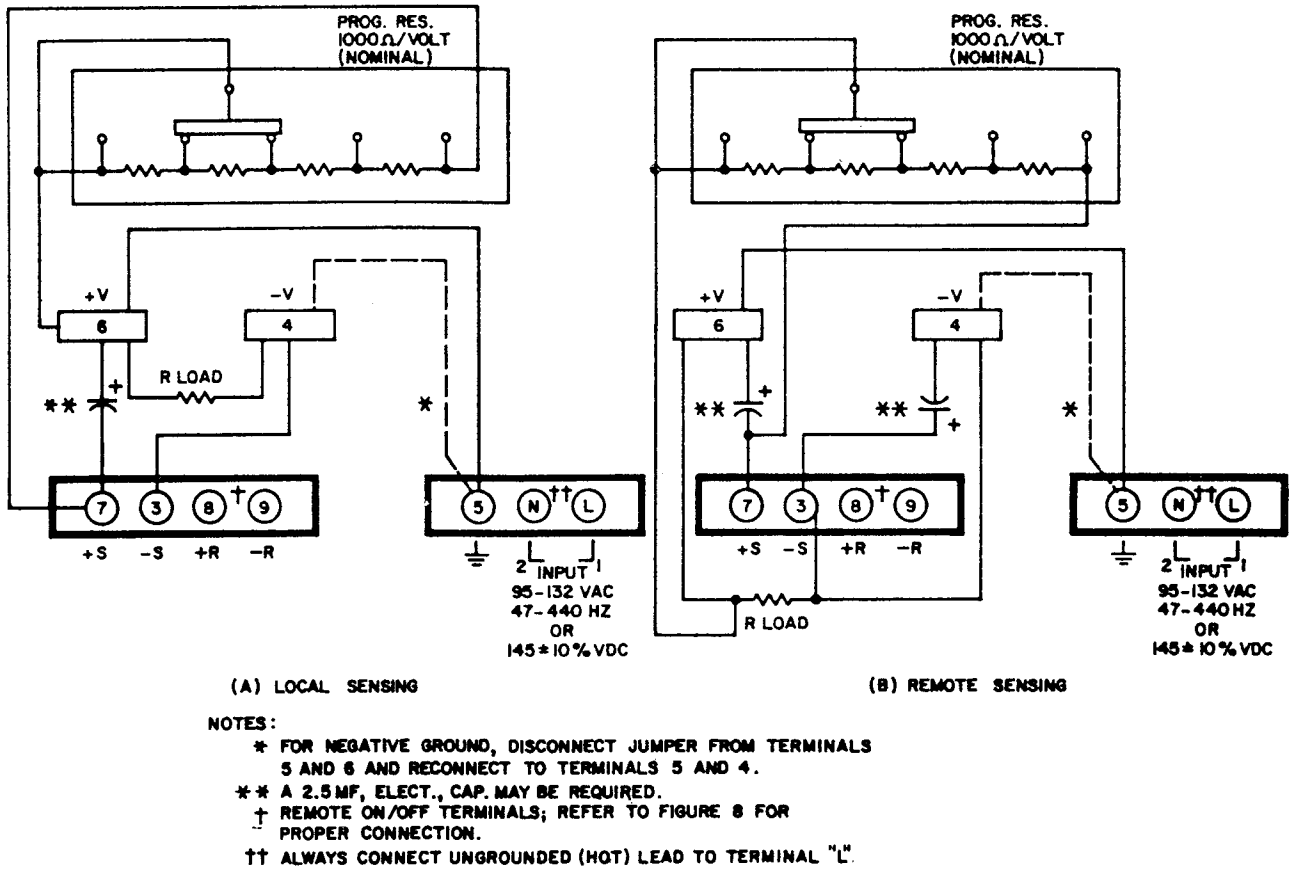 PROG. RES.
1000Ω/VOLT
(NOMINAL)
+V
6
-V
4
R LOAD
** +
*
7
3
8
†
9
+S
-S
+R
-R
5
N
††
L
2
INPUT
1
95-132 VAC
47-440 HZ
OR
145±10% VDC
(A) LOCAL SENSING
PROG. RES.
1000Ω/VOLT
(NOMINAL)
+V
6
-V
4
** +
** +
*
7
3
8
†
9
+S
-S
+R
-R
R LOAD
5
N
††
L
2
INPUT
1
95-132 VAC
47-440 HZ
OR
145±10% VDC
(B) REMOTE SENSING
NOTES:
* FOR NEGATIVE GROUND, DISCONNECT JUMPER FROM TERMINALS
5 AND 6 AND RECONNECT TO TERMINALS 5 AND 4.
** A 2.5 MF, ELECT., CAP. MAY BE REQUIRED.
† REMOTE ON/OFF TERMINALS; REFER TO FIGURE 8 FOR
PROPER CONNECTION.
†† ALWAYS CONNECT UNGROUNDED (HOT) LEAD TO TERMINAL "L".